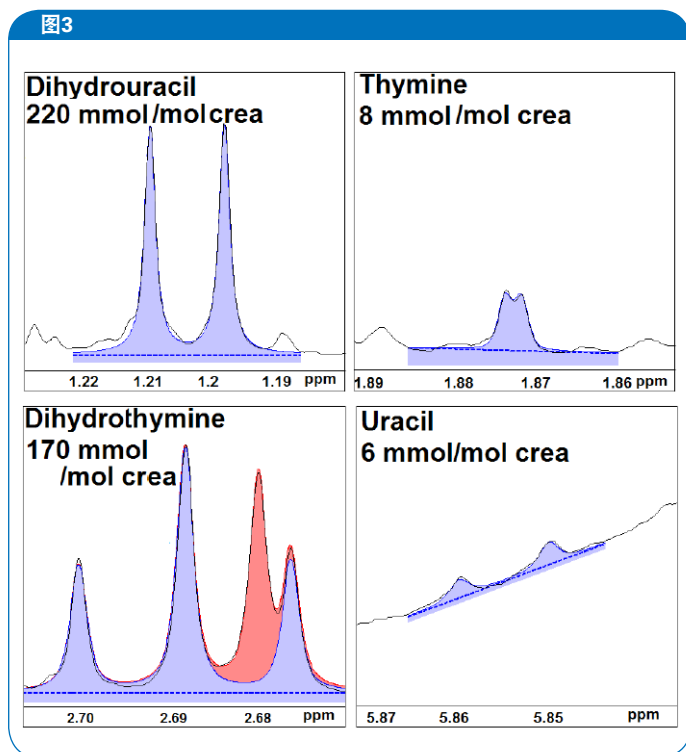 图3
Dihydrouracil
220 mmol/mol crea
1.22 1.21 1.2 1.19 ppm
Thymine
8 mmol/mol crea
1.89 1.88 1.87 1.86 ppm
Dihydrothymine
170 mmol
/mol crea
2.70 2.69 2.68 ppm
Uracil
6 mmol/mol crea
5.87 5.86 5.85 ppm